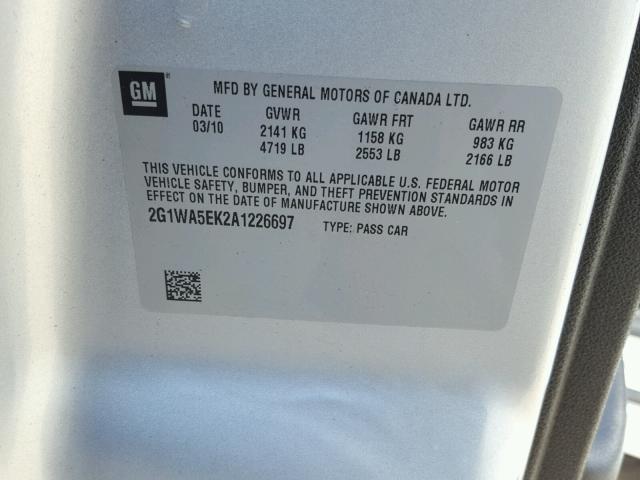 GM
MFD BY GENERAL MOTORS OF CANADA LTD.
DATE GVWR GAWR FRT GAWR RR
03/10 2141 KG 1158 KG 983 KG
4719 LB 2553 LB 2166 LB
THIS VEHICLE CONFORMS TO ALL APPLICABLE U.S. FEDERAL MOTOR
VEHICLE SAFETY, BUMPER, AND THEFT PREVENTION STANDARDS IN
EFFECT ON THE DATE OF MANUFACTURE SHOWN ABOVE.
2G1WA5EK2A1226697 TYPE: PASS CAR